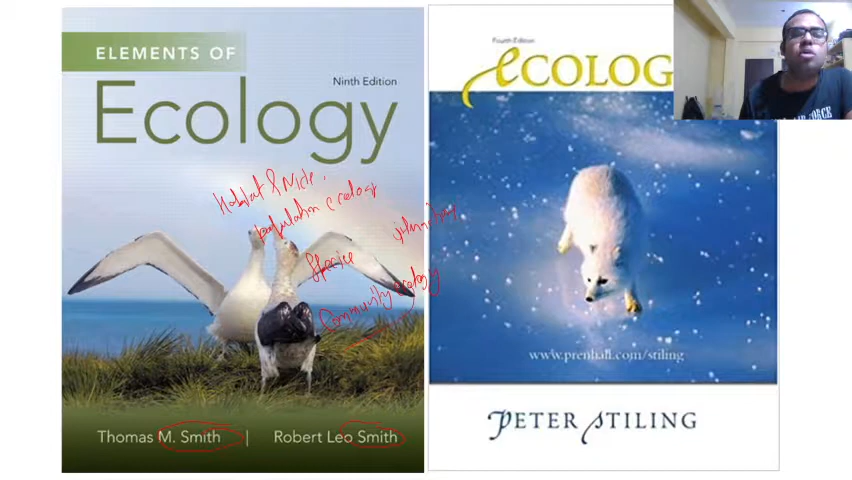 ELEMENTS OF
Ninth Edition
Ecology
Habitat & Niche,
population ecology
Species
Community ecology
Thomas M. Smith | Robert Leo Smith
Fourth Edition
ecolog
www.prenhall.com/stiling
PETER STILING